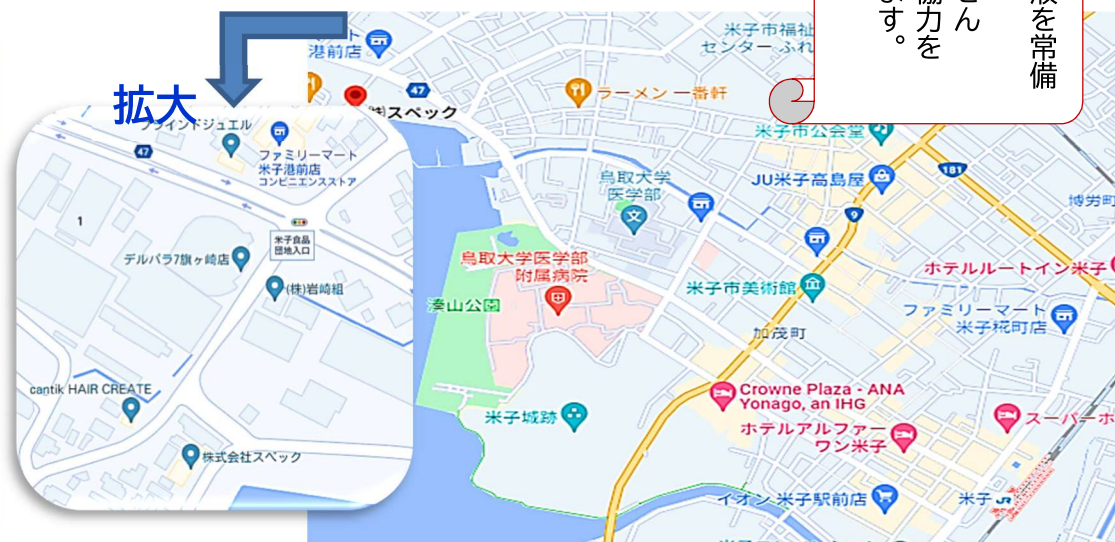 液を常備
さん
協力を
ます。
拡大
ブラインドジュエル
47
ファミリーマート
米子港前店
コンビニエンスストア
1
米子食品
団地入口
デルパラ7旗ヶ崎店
(株)岩崎組
cantik HAIR CREATE
株式会社スペック
港前店
47
㈱スペック
ラーメン 一番軒
米子市福祉
センター ふれ
米子市公会堂
JU米子高島屋
181
9
博労町
鳥取大学
医学部
鳥取大学医学部
附属病院
湊山公園
米子市美術館
ホテルルートイン米子
ファミリーマート
米子糀町店
加茂町
Crowne Plaza - ANA
Yonago, an IHG
米子城跡
ホテルアルファー
ワン米子
スーパーホ
イオン 米子駅前店
米子
JR